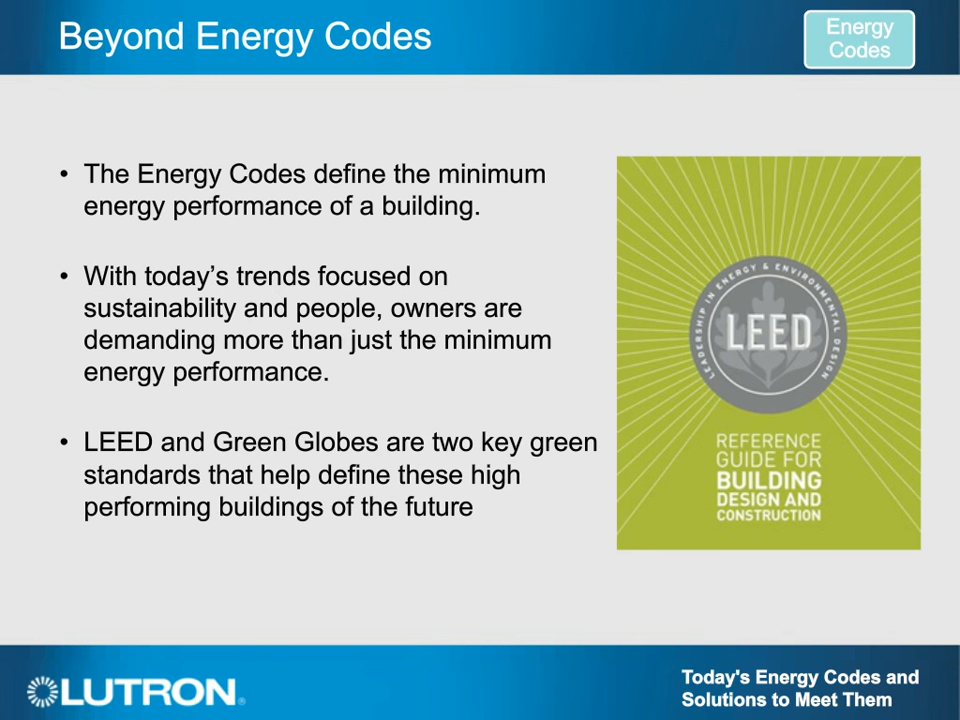 Beyond Energy Codes
Energy
Codes
• The Energy Codes define the minimum
energy performance of a building.
• With today’s trends focused on
sustainability and people, owners are
demanding more than just the minimum
energy performance.
• LEED and Green Globes are two key green
standards that help define these high
performing buildings of the future
LEADERSHIP IN ENERGY & ENVIRONMENTAL DESIGN
LEED
REFERENCE
GUIDE FOR
BUILDING
DESIGN AND
CONSTRUCTION
LUTRON®
Today's Energy Codes and
Solutions to Meet Them